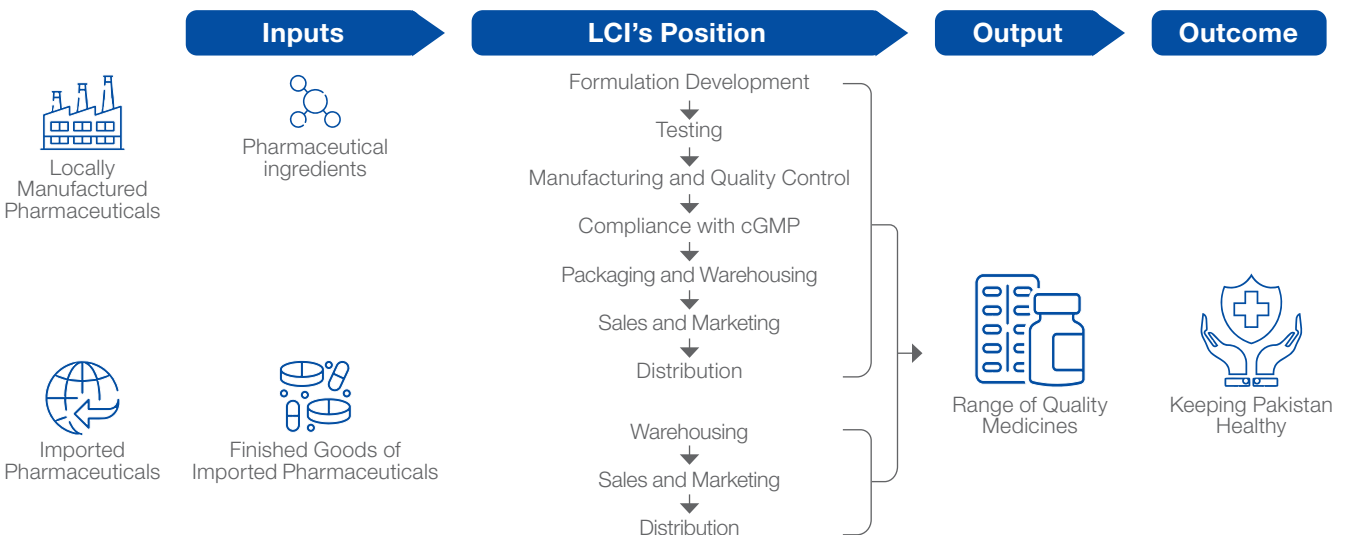 Inputs
LCI's Position
Output
Outcome
Locally
Manufactured
Pharmaceuticals
Pharmaceutical
ingredients
Formulation Development
Testing
Manufacturing and Quality Control
Compliance with cGMP
Packaging and Warehousing
Sales and Marketing
Distribution
Imported
Pharmaceuticals
Finished Goods of
Imported Pharmaceuticals
Warehousing
Sales and Marketing
Distribution
Range of Quality
Medicines
Keeping Pakistan
Healthy